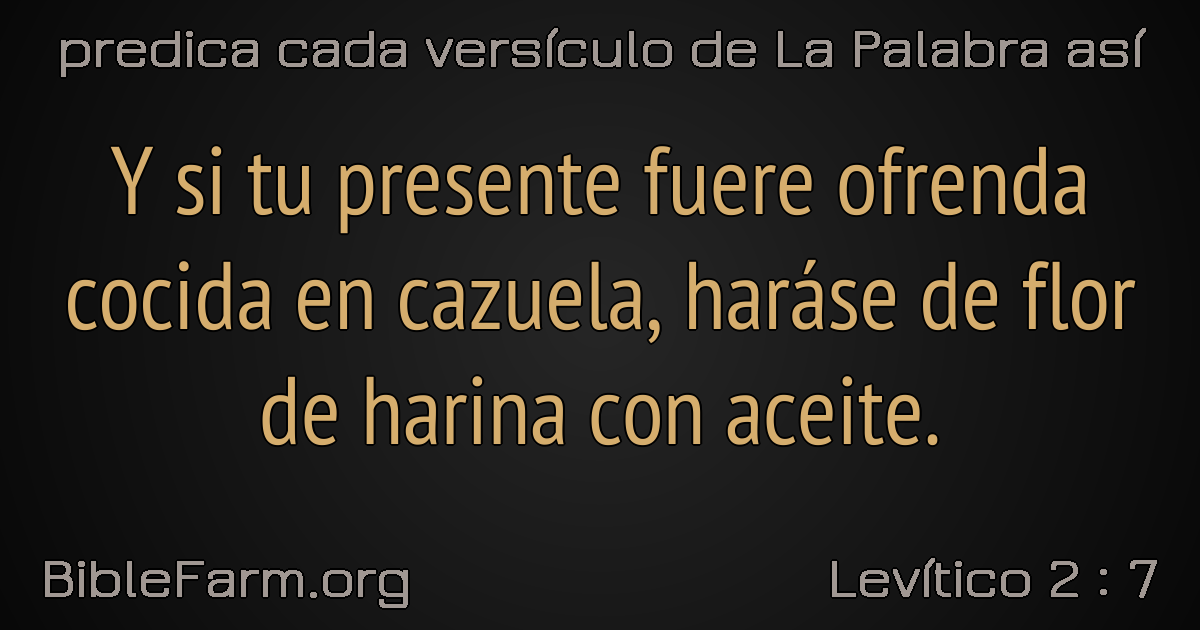 predica cada versículo de La Palabra así
Y si tu presente fuere ofrenda
cocida en cazuela, haráse de flor
de harina con aceite.
BibleFarm.org
Levítico 2 : 7